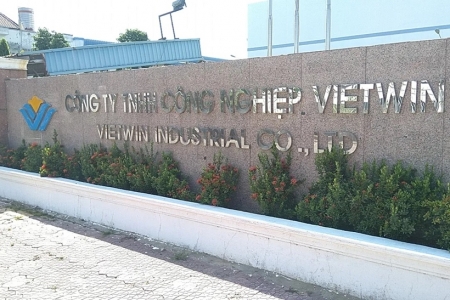 CÔNG TY TNHH CÔNG NGHIỆP VIETWIN
VIETWIN INDUSTRIAL CO., LTD